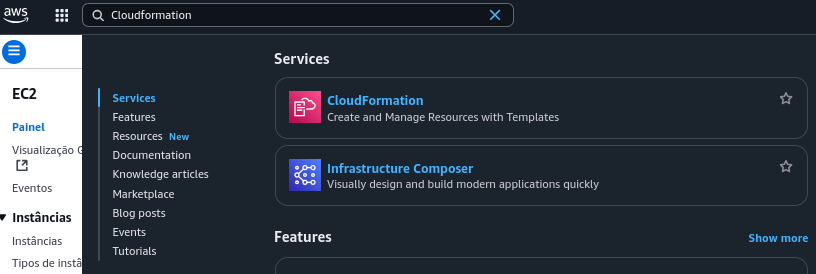 aws
Cloudformation
EC2
Painel
Visualização
Eventos
Instâncias
Instâncias
Tipos de
Services
Features
Resources New
Documentation
Knowledge articles
Marketplace
Blog posts
Events
Tutorials
Services
CloudFormation
Create and Manage Resources with Templates
Infrastructure Composer
Visually design and build modern applications quickly
Features
Show more